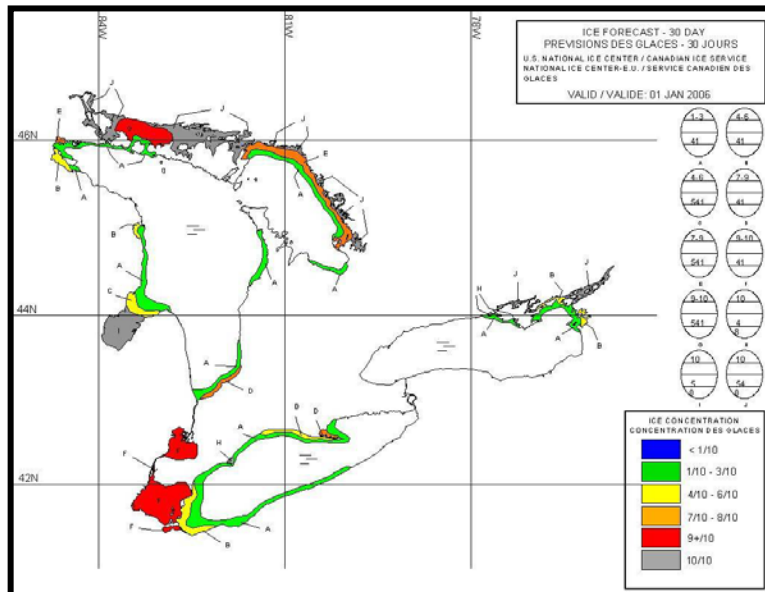 84W
81W
78W
46N
44N
42N
ICE FORECAST - 30 DAY
PREVISIONS DES GLACES - 30 JOURS
U.S. NATIONAL ICE CENTER / CANADIAN ICE SERVICE
NATIONAL ICE CENTER-E.U. / SERVICE CANADIEN DES
GLACES
VALID / VALIDE: 01 JAN 2006
J
J
J
E
E
A
G
B
A
A
J
B
A
C
A
A
H
J
B
J
A
A
B
A
D
D
D
A
H
F
F
A
B
1-3
41
A
4-6
41
4-6
541
7-9
41
7-9
541
9-10
41
9-10
541
10
4
8
10
5
8
10
54
8
ICE CONCENTRATION
CONCENTRATION DES GLACES
< 1/10
1/10 - 3/10
4/10 - 6/10
7/10 - 8/10
9+/10
10/10